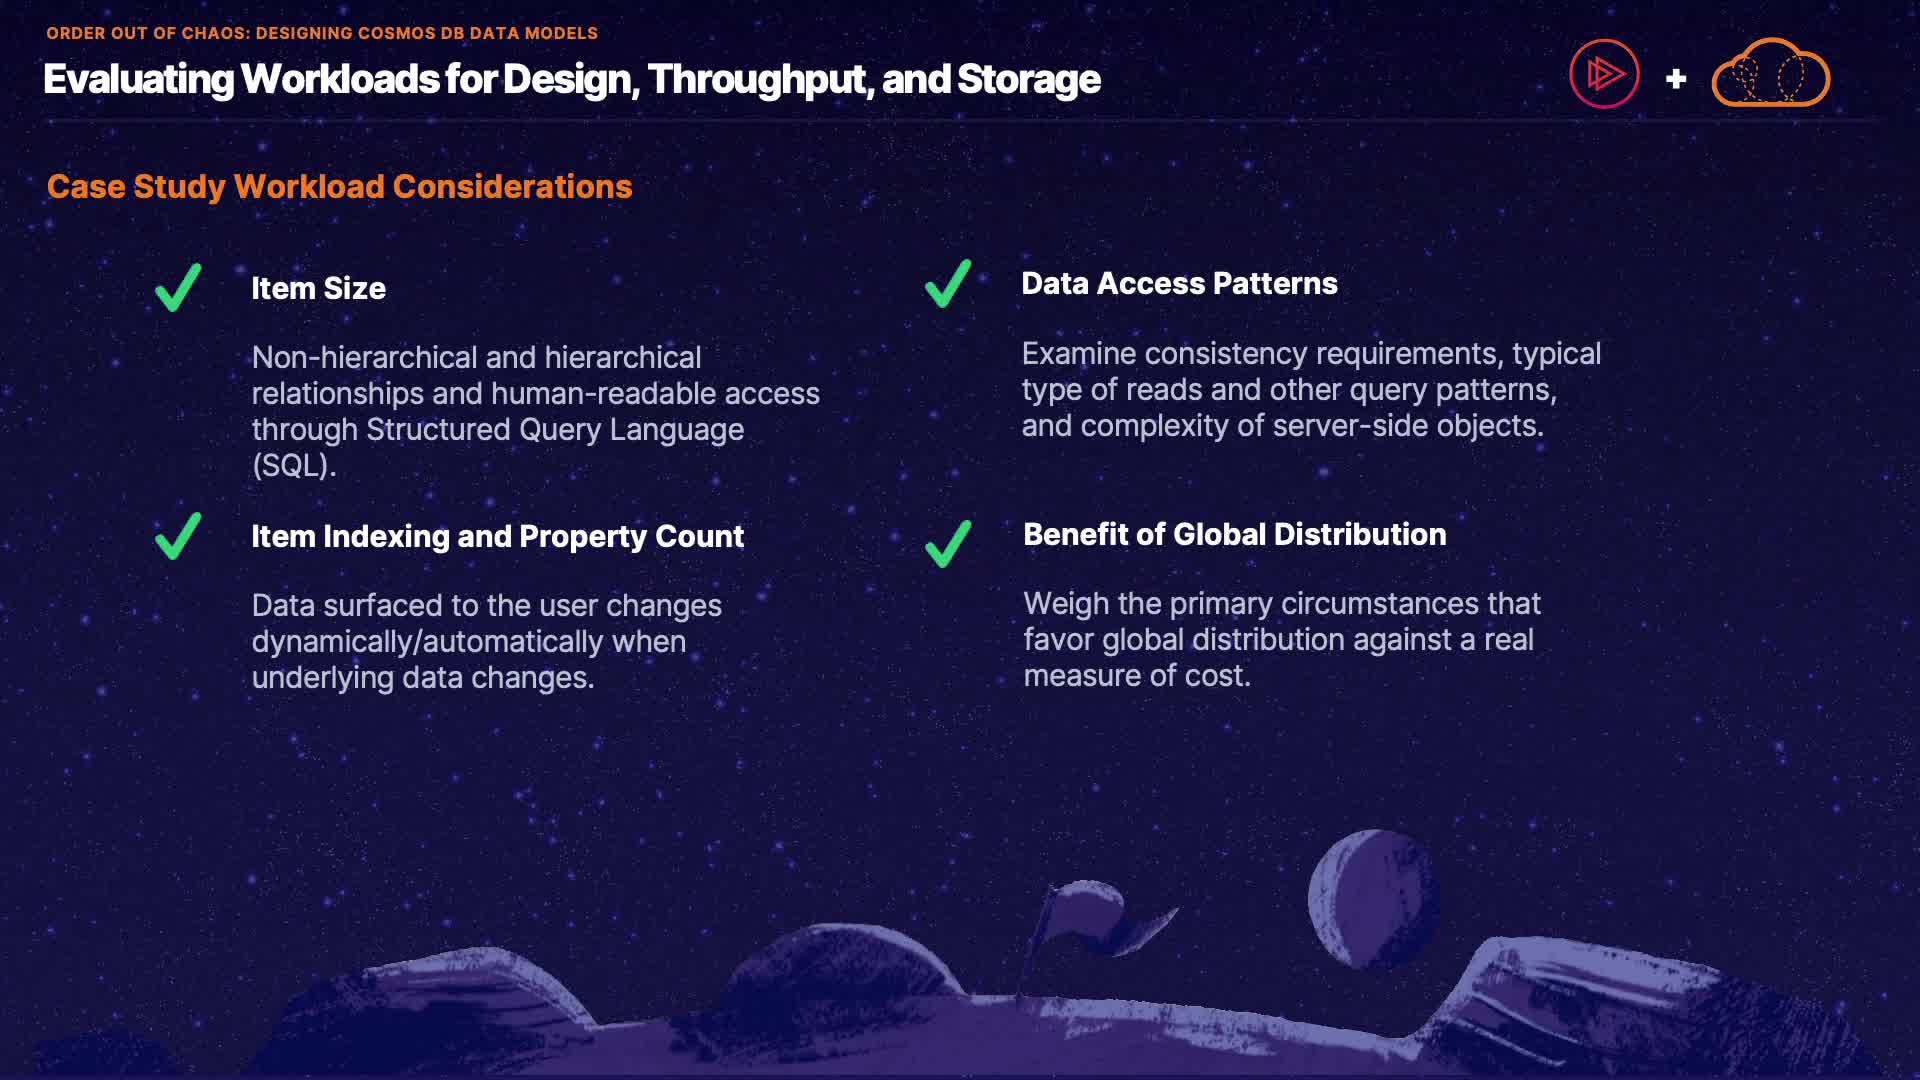 ORDER OUT OF CHAOS: DESIGNING COSMOS DB DATA MODELS
Evaluating Workloads for Design, Throughput, and Storage
+
Case Study Workload Considerations
Item Size
Non-hierarchical and hierarchical
relationships and human-readable access
through Structured Query Language
(SQL).
Item Indexing and Property Count
Data surfaced to the user changes
dynamically/automatically when
underlying data changes.
Data Access Patterns
Examine consistency requirements, typical
type of reads and other query patterns,
and complexity of server-side objects.
Benefit of Global Distribution
Weigh the primary circumstances that
favor global distribution against a real
measure of cost.